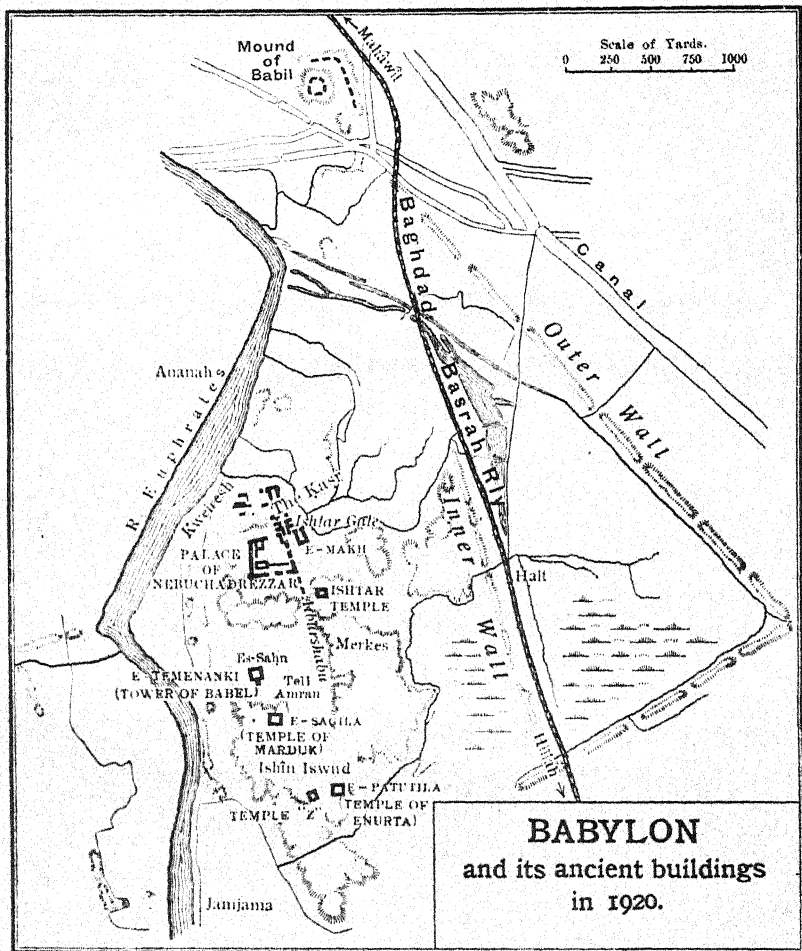 Mound
of
Babil
Mahawil
Scale of Yards.
0 250 500 750 1000
Baghdad Basrah Rly
Canal
Outer Wall
Ananah
R. Euphrates
Kweiresh
The Kasr
Ishtar Gate
E-MAKH
PALACE
OF
NEBUCHADREZZAR
ISHTAR
TEMPLE
Inner Wall
Halt
Merkes
Es-Sahn
E-TEMENANKI
(TOWER OF BABEL)
Tell
Amran
E-SAGILA
(TEMPLE OF
MARDUK)
Ishin Iswud
E-PATUTILA
(TEMPLE OF
ENURTA)
TEMPLE "Z"
Hillah
Jamjama
BABYLON
and its ancient buildings
in 1920.